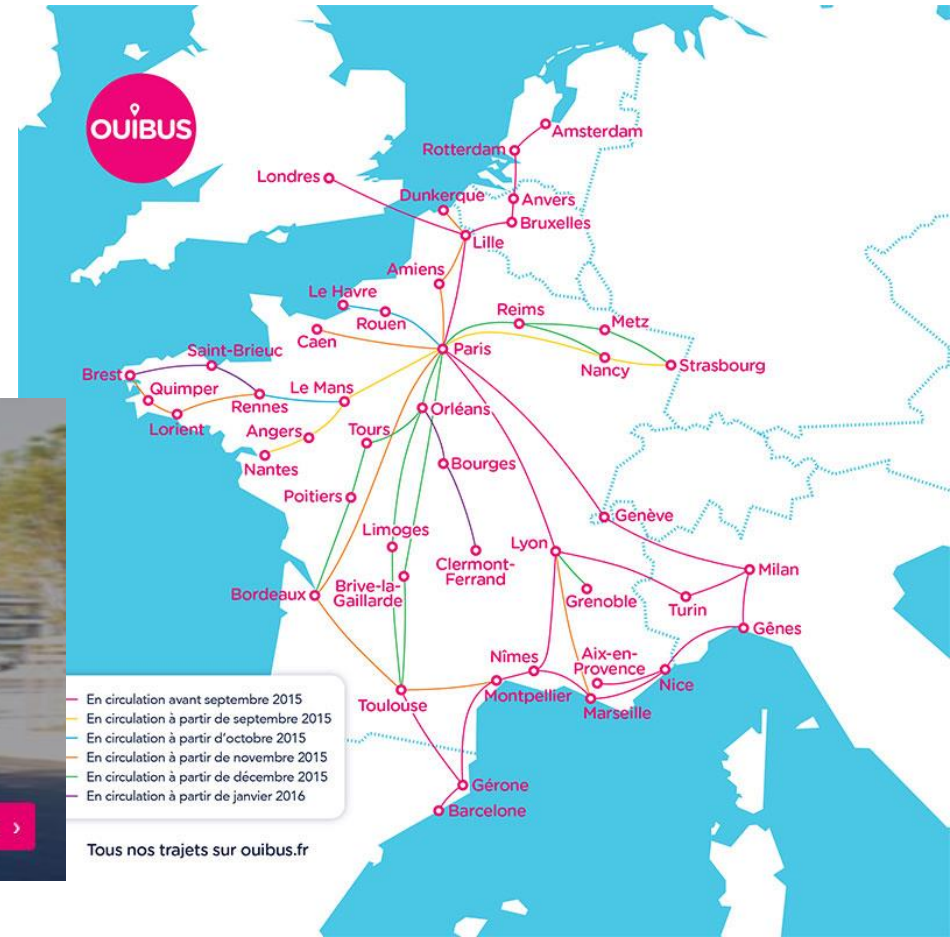 OUIBUS
Amsterdam
Rotterdam
Londres
Dunkerque
Anvers
Bruxelles
Lille
Amiens
Le Havre
Rouen
Reims
Metz
Caen
Paris
Saint-Brieuc
Nancy
Strasbourg
Brest
Quimper
Le Mans
Rennes
Orléans
Lorient
Angers
Tours
Nantes
Bourges
Poitiers
Genève
Limoges
Lyon
Clermont-
Ferrand
Milan
Bordeaux
Brive-la-
Gaillarde
Grenoble
Turin
Gênes
Nîmes
Aix-en-
Provence
Nice
Toulouse
Montpellier
Marseille
En circulation avant septembre 2015
En circulation à partir de septembre 2015
En circulation à partir d'octobre 2015
En circulation à partir de novembre 2015
En circulation à partir de décembre 2015
En circulation à partir de janvier 2016
Gérone
Barcelone
Tous nos trajets sur ouibus.fr